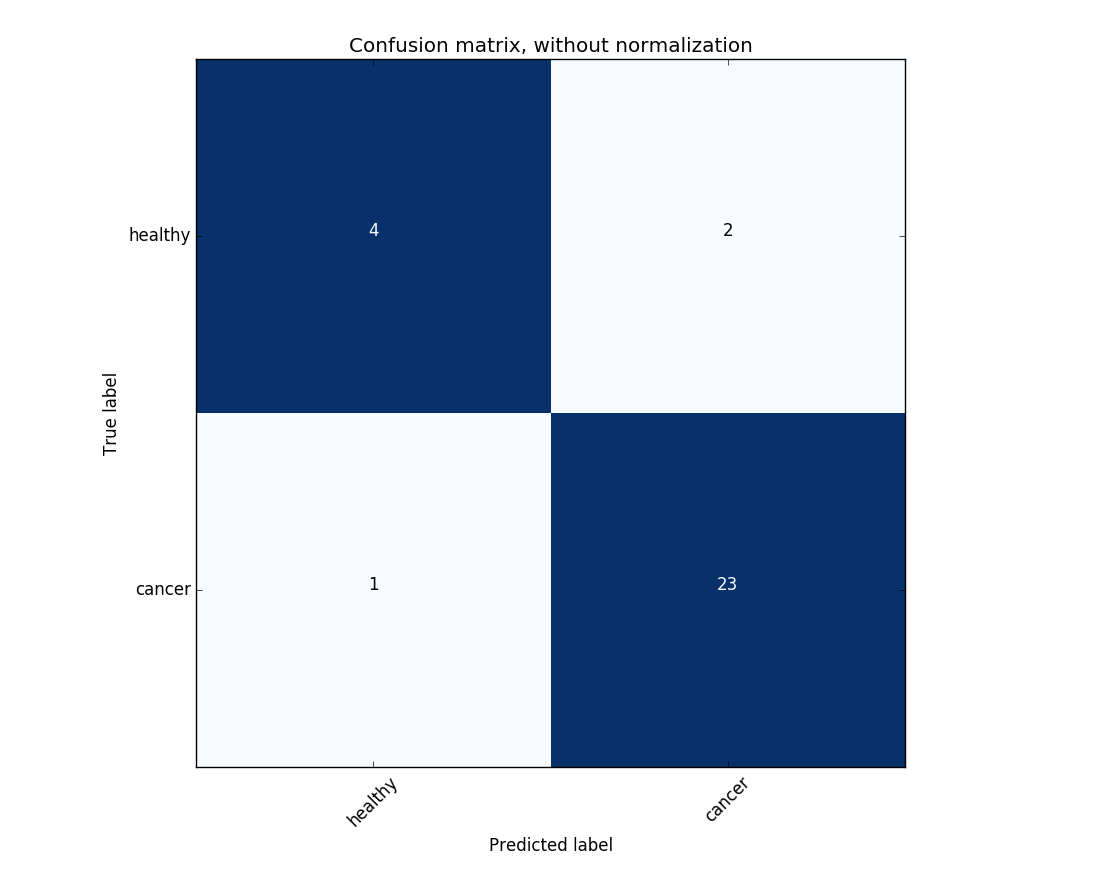 Confusion matrix, without normalization
healthy
4
2
True label
cancer
1
23
healthy
cancer
Predicted label